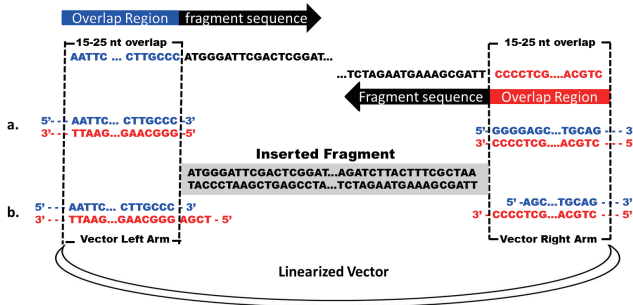 Overlap Region fragment sequence
15-25 nt overlap
AATTC ... CTTGCCC ATGGGATTCGACTCGGAT...
15-25 nt overlap
...TCTAGAATGAAAGCGATT CCCCTCG....ACGTC
Fragment sequence Overlap Region
a.
5'- - - AATTC... CTTGCCC -3'
3'- - - TTAAG...GAACGGG -5'
5' GGGGAGC...TGCAG - - - 3
3' CCCCTCG....ACGTC - - - 5
Inserted Fragment
ATGGGATTCGACTCGGAT...AGATCTTACTTTCGCTAA
TACCCTAAGCTGAGCCTA...TCTAGAATGAAAGCGATT
b.
5' - - - AATTC... CTTGCCC - 3'
3' - - - TTAAG...GAACGGG AGCT - 5'
5' -AGC...TGCAG - - - 3'
3' - CCCCTCG....ACGTC - - - 5'
Vector Left Arm
Vector Right Arm
Linearized Vector